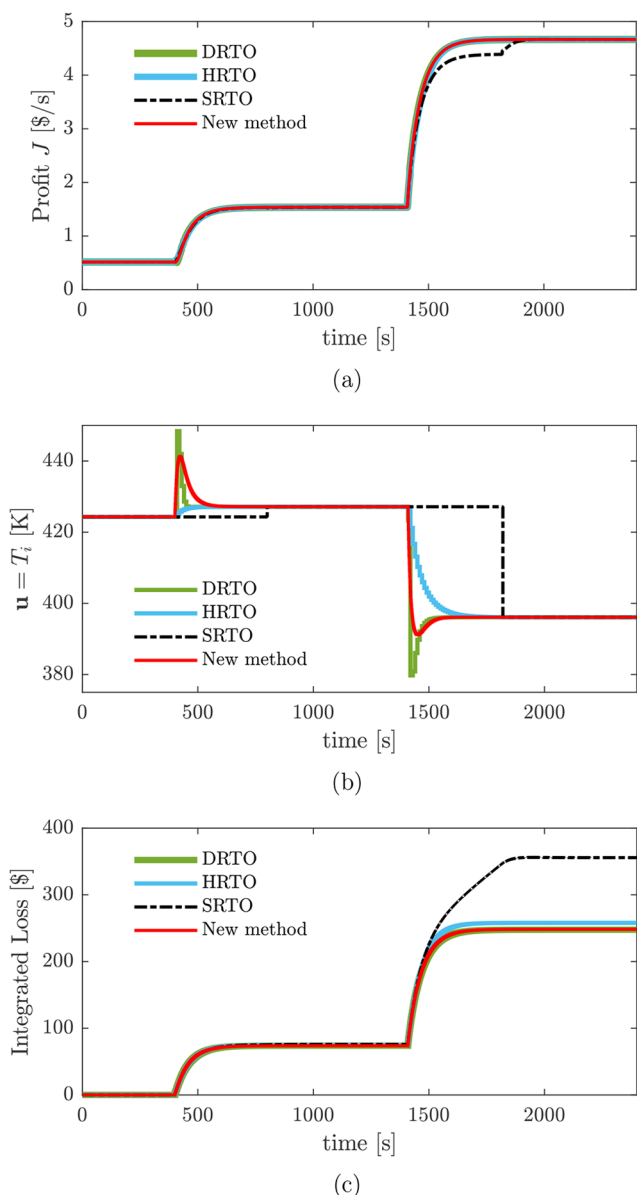 5
4
3
2
1
0
Profit J [$/s]
DRTO
HRTO
SRTO
New method
0 500 1000 1500 2000
time [s]
(a)
440
420
400
380
u = Ti [K]
DRTO
HRTO
SRTO
New method
0 500 1000 1500 2000
time [s]
(b)
400
300
200
100
0
Integrated Loss [$]
DRTO
HRTO
SRTO
New method
0 500 1000 1500 2000
time [s]
(c)